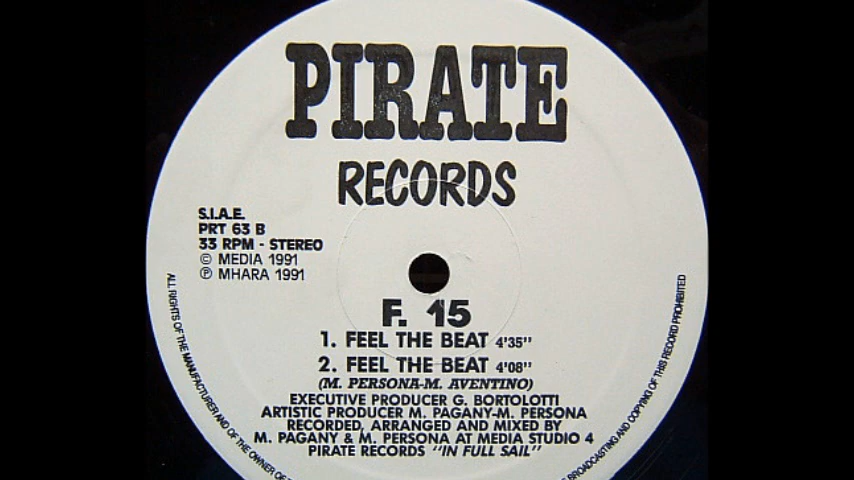 PIRATE
RECORDS
S.I.A.E.
PRT 63 B
33 RPM - STEREO
© MEDIA 1991
℗ MHARA 1991
F. 15
1. FEEL THE BEAT 4'35"
2. FEEL THE BEAT 4'08"
(M. PERSONA-M. AVENTINO)
EXECUTIVE PRODUCER G. BORTOLOTTI
ARTISTIC PRODUCER M. PAGANY-M. PERSONA
RECORDED, ARRANGED AND MIXED BY
M. PAGANY & M. PERSONA AT MEDIA STUDIO 4
PIRATE RECORDS "IN FULL SAIL"
ALL RIGHTS OF THE MANUFACTURER AND OF THE OWNER OF
BROADCASTING AND COPYING OF THIS RECORD PROHIBITED